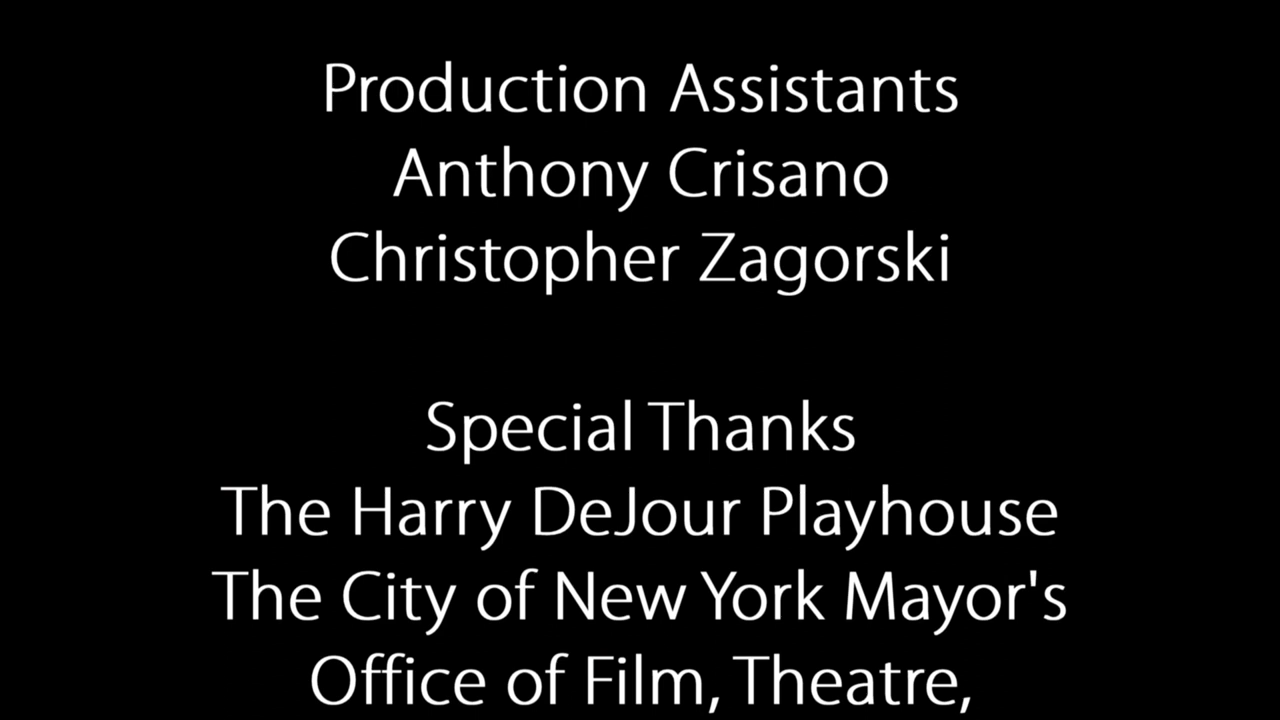 Production Assistants
Anthony Crisano
Christopher Zagorski
Special Thanks
The Harry DeJour Playhouse
The City of New York Mayor's
Office of Film, Theatre,